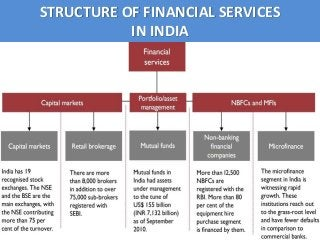 STRUCTURE OF FINANCIAL SERVICES
IN INDIA
Financial
services
Capital markets
Portfolio/asset
management
NBFCs and MFIs
Capital markets
Retail brokerage
Mutual funds
Non-banking
financial
companies
Microfinance
India has 19
recognised stock
exchanges. The NSE
and the BSE are the
main exchanges, with
the NSE contributing
more than 75 per
cent of the turnover.
There are more
than 8,000 brokers
in addition to over
75,000 sub-brokers
registered with
SEBI.
Mutual funds in
India had assets
under management
to the tune of
US$ 155 billion
(INR 7,132 billion)
as of September
2010.
More than 12,500
NBFCs are
registered with the
RBI. More than 80
per cent of the
equipment hire
purchase segment
is financed by them.
The microfinance
segment in India is
witnessing rapid
growth. These
institutions reach out
to the grass-root level
and have fewer defaults
in comparison to
commercial banks.